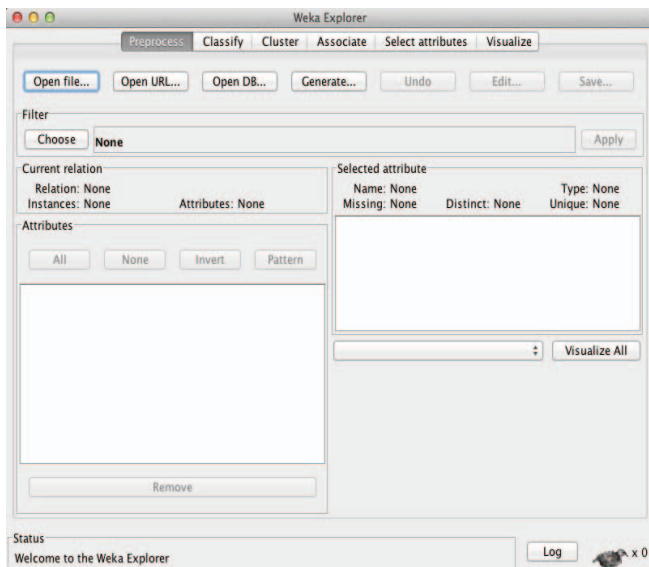 Weka Explorer
Preprocess Classify Cluster Associate Select attributes Visualize
Open file... Open URL... Open DB... Generate... Undo Edit... Save...
Filter
Choose None Apply
Current relation
Relation: None
Instances: None Attributes: None
Selected attribute
Name: None Type: None
Missing: None Distinct: None Unique: None
Attributes
All None Invert Pattern
Visualize All
Remove
Status
Welcome to the Weka Explorer
Log x 0